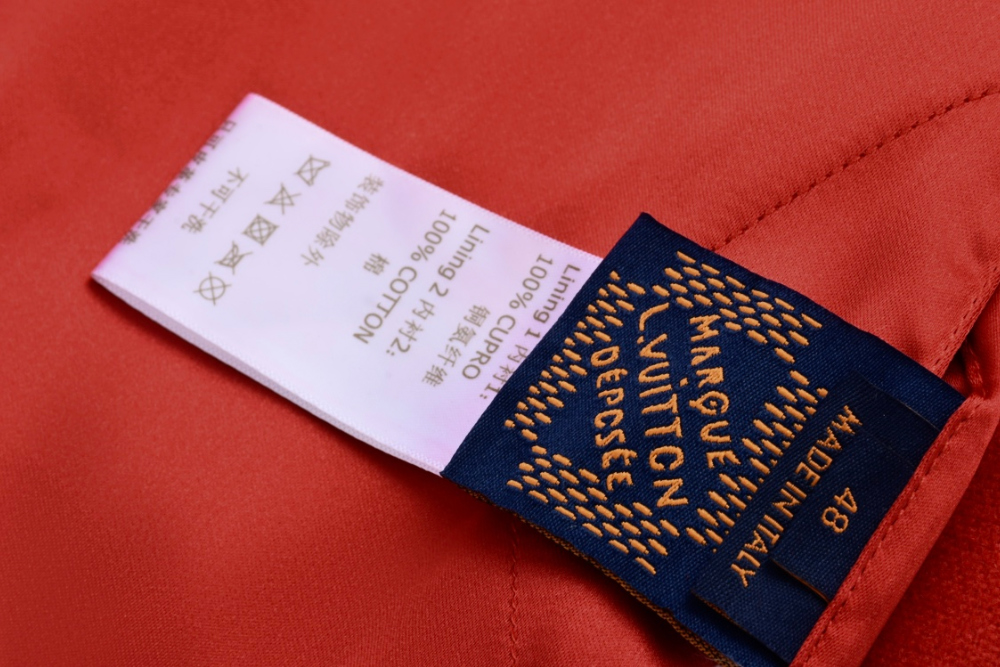 Lining 1 内衬1:
100% CUPRO
铜氨纤维
Lining 2 内衬2:
100% COTTON
棉
装饰物除外
不可干洗
MARQUE
L.VUITTON
DÉPOSÉE
MADE IN ITALY
48